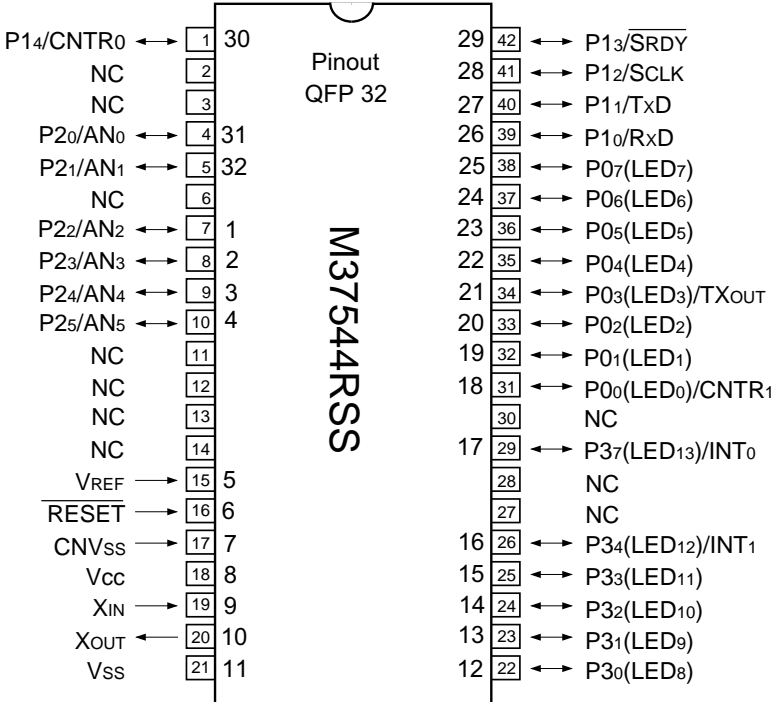 P14/CNTR0 1 30 29 42 P13/SRDY
NC 2 Pinout 28 41 P12/SCLK
NC 3 QFP 32 27 40 P11/TxD
P20/AN0 4 31 26 39 P10/RxD
P21/AN1 5 32 25 38 P07(LED7)
NC 6 24 37 P06(LED6)
P22/AN2 7 1 23 36 P05(LED5)
P23/AN3 8 2 22 35 P04(LED4)
P24/AN4 9 3 21 34 P03(LED3)/TXOUT
P25/AN5 10 4 20 33 P02(LED2)
NC 11 19 32 P01(LED1)
NC 12 18 31 P00(LED0)/CNTR1
NC 13 30 NC
NC 14 17 29 P37(LED13)/INT0
VREF 15 5 28 NC
RESET 16 6 27 NC
CNVSS 17 7 16 26 P34(LED12)/INT1
Vcc 18 8 15 25 P33(LED11)
XIN 19 9 14 24 P32(LED10)
XOUT 20 10 13 23 P31(LED9)
VSS 21 11 12 22 P30(LED8)
M37544RSS